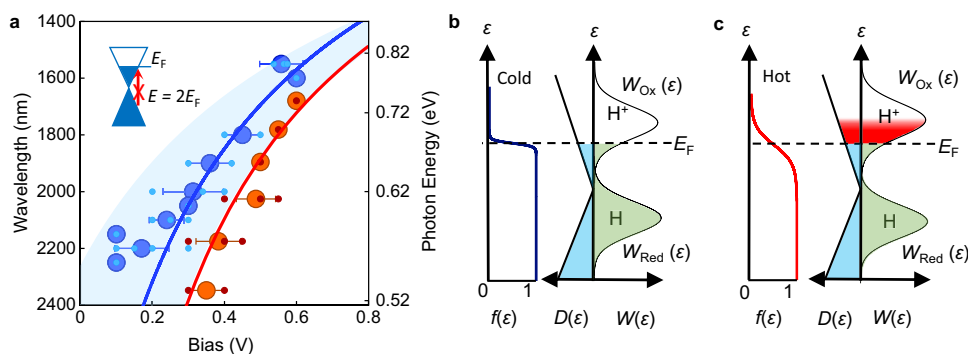 a
1400
1600
1800
2000
2200
2400
Wavelength (nm)
E_F
E = 2E_F
0
0.2
0.4
0.6
0.8
Bias (V)
0.82
0.72
0.62
0.52
Photon Energy (eV)
b
ε
ε
Cold
W_Ox (ε)
H⁺
E_F
H
W_Red (ε)
0
1
f(ε)
D(ε)
W(ε)
c
ε
ε
Hot
W_Ox (ε)
H⁺
E_F
H
W_Red (ε)
0
1
f(ε)
D(ε)
W(ε)